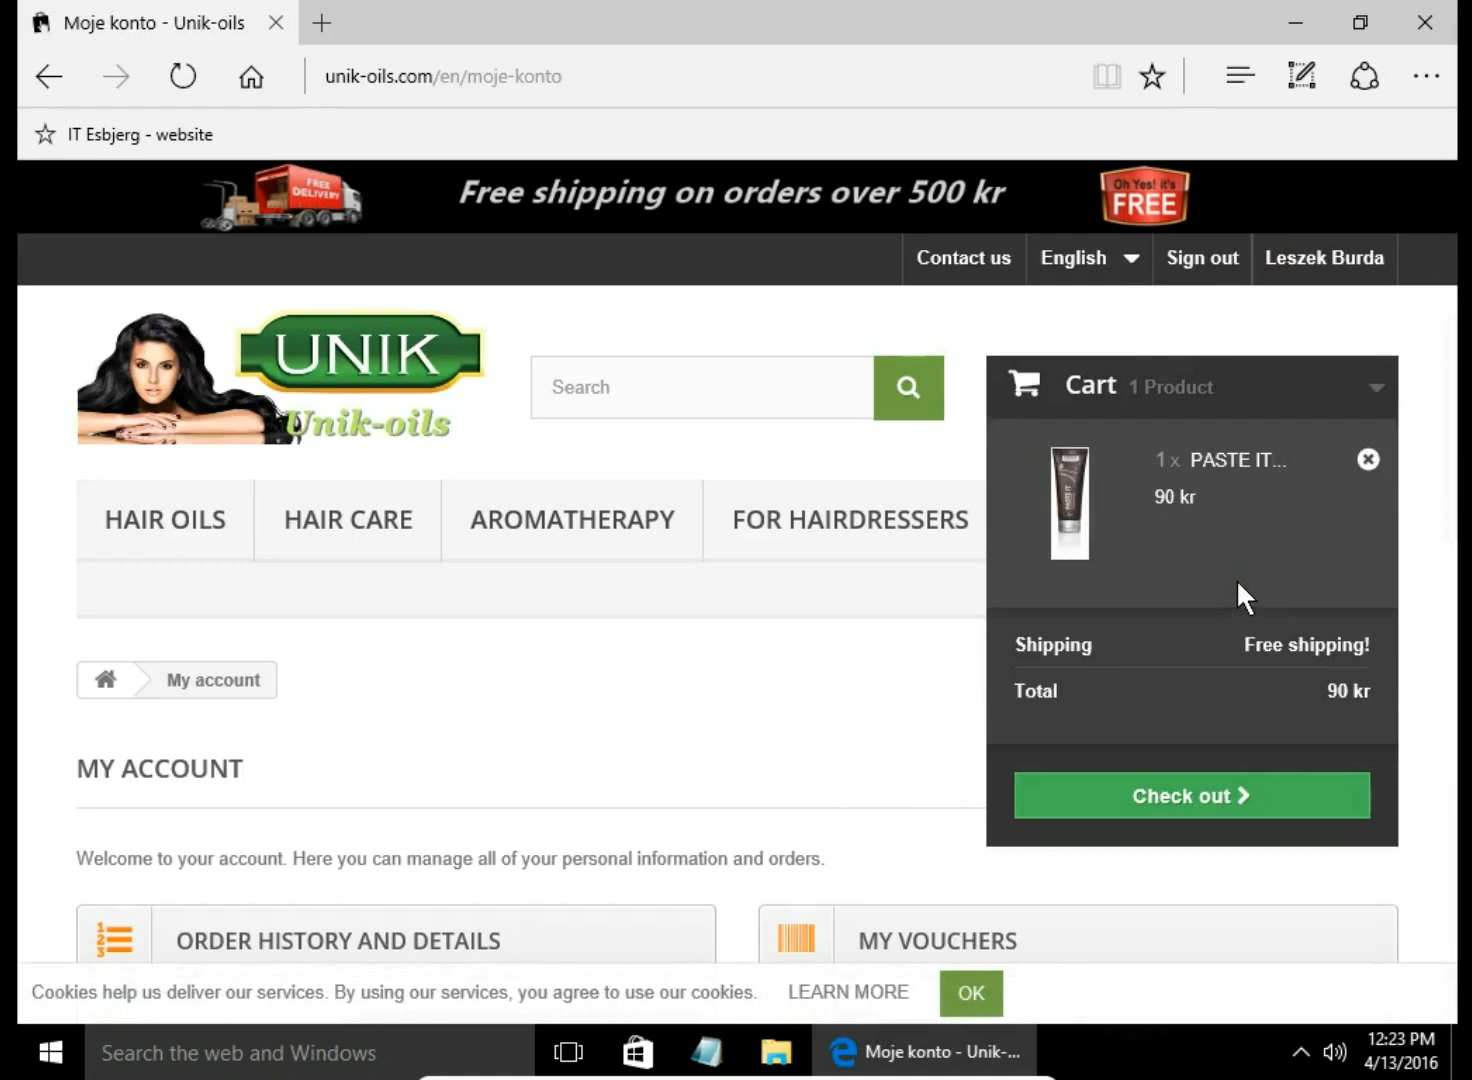 Moje konto - Unik-oils
unik-oils.com/en/moje-konto
IT Esbjerg - website
FREE DELIVERY
Free shipping on orders over 500 kr
Oh Yes! it's
FREE
Contact us English Sign out Leszek Burda
UNIK
Unik-oils
Search
Cart 1 Product
1 x PASTE IT...
90 kr
PASTE IT
HAIR OILS HAIR CARE AROMATHERAPY FOR HAIRDRESSERS
Shipping Free shipping!
Total 90 kr
Check out
My account
MY ACCOUNT
Welcome to your account. Here you can manage all of your personal information and orders.
1 2 3 ORDER HISTORY AND DETAILS
MY VOUCHERS
Cookies help us deliver our services. By using our services, you agree to use our cookies. LEARN MORE OK
Search the web and Windows
Moje konto - Unik-...
12:23 PM
4/13/2016